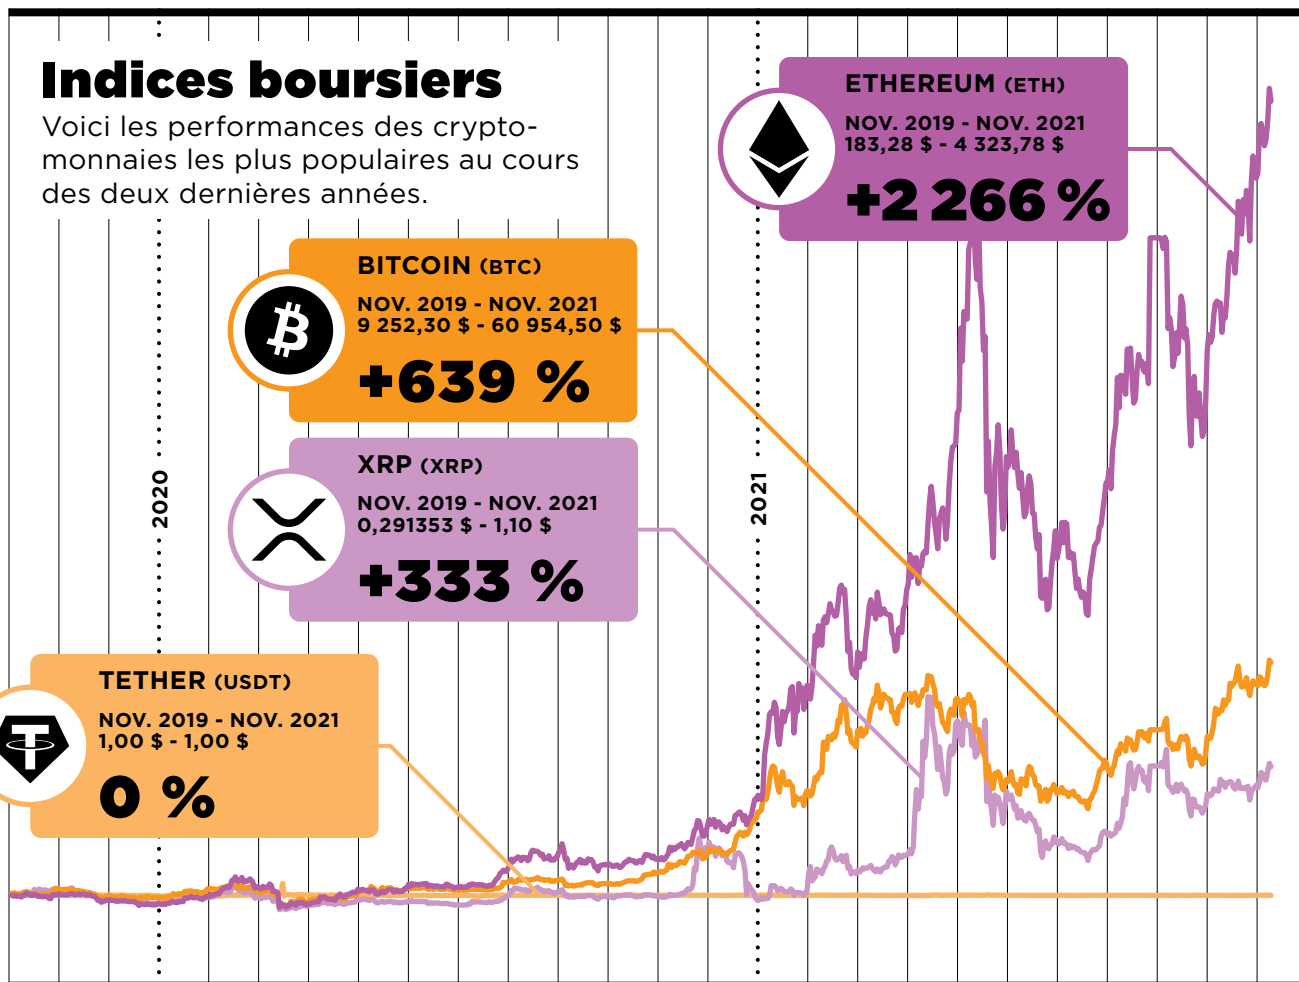 Indices boursiers
Voici les performances des crypto-
monnaies les plus populaires au cours
des deux dernières années.
ETHEREUM (ETH)
NOV. 2019 - NOV. 2021
183,28 $ - 4 323,78 $
+2 266 %
BITCOIN (BTC)
NOV. 2019 - NOV. 2021
9 252,30 $ - 60 954,50 $
+639 %
XRP (XRP)
NOV. 2019 - NOV. 2021
0,291353 $ - 1,10 $
+333 %
TETHER (USDT)
NOV. 2019 - NOV. 2021
1,00 $ - 1,00 $
0 %
2020
2021